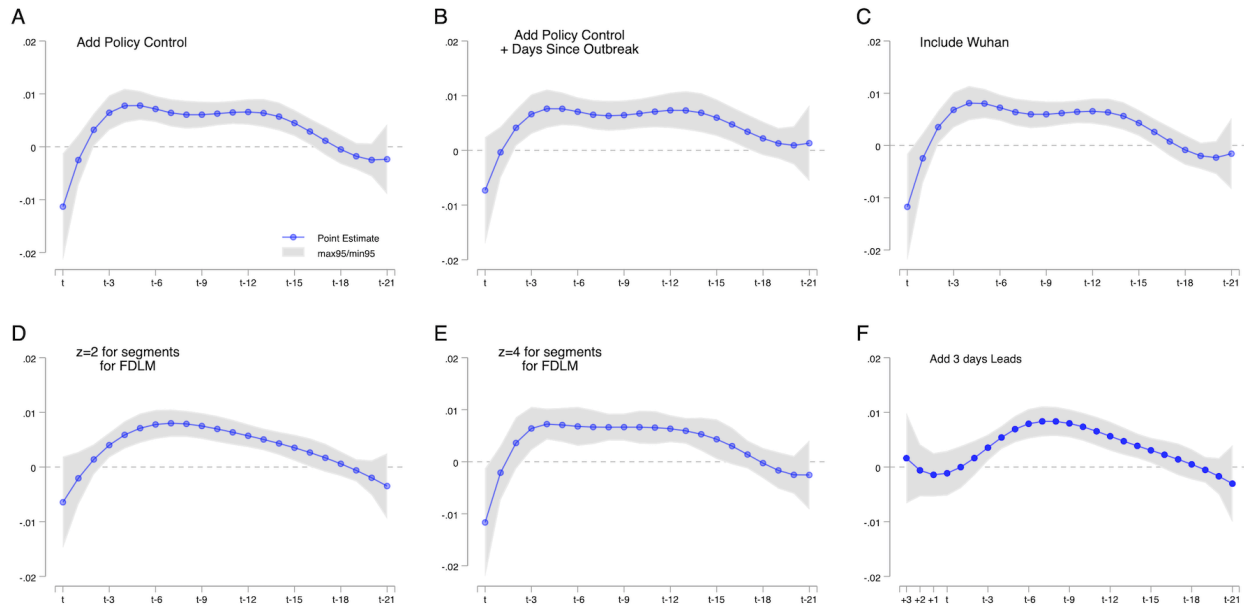 A
Add Policy Control
.02
.01
0
-.01
-.02
Point Estimate
max95/min95
t t-3 t-6 t-9 t-12 t-15 t-18 t-21
B
Add Policy Control
+ Days Since Outbreak
.02
.01
0
-.01
-.02
t t-3 t-6 t-9 t-12 t-15 t-18 t-21
C
Include Wuhan
.02
.01
0
-.01
-.02
t t-3 t-6 t-9 t-12 t-15 t-18 t-21
D
z=2 for segments
for FDLM
.02
.01
0
-.01
-.02
t t-3 t-6 t-9 t-12 t-15 t-18 t-21
E
z=4 for segments
for FDLM
.02
.01
0
-.01
-.02
t t-3 t-6 t-9 t-12 t-15 t-18 t-21
F
Add 3 days Leads
.02
.01
0
-.01
-.02
+3 +2 +1 t t-3 t-6 t-9 t-12 t-15 t-18 t-21